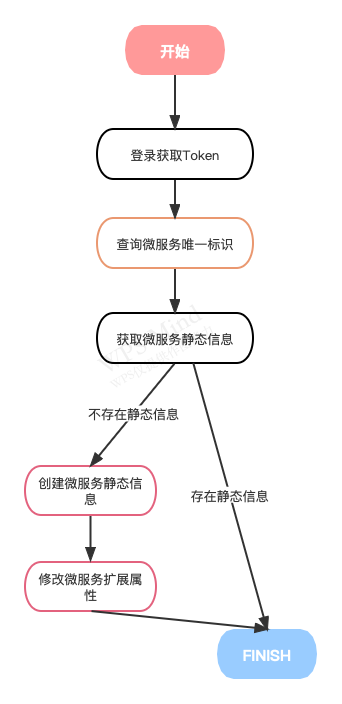 开始
登录获取Token
查询微服务唯一标识
获取微服务静态信息
不存在静态信息
创建微服务静态信
息
存在静态信息
修改微服务扩展属
性
FINISH